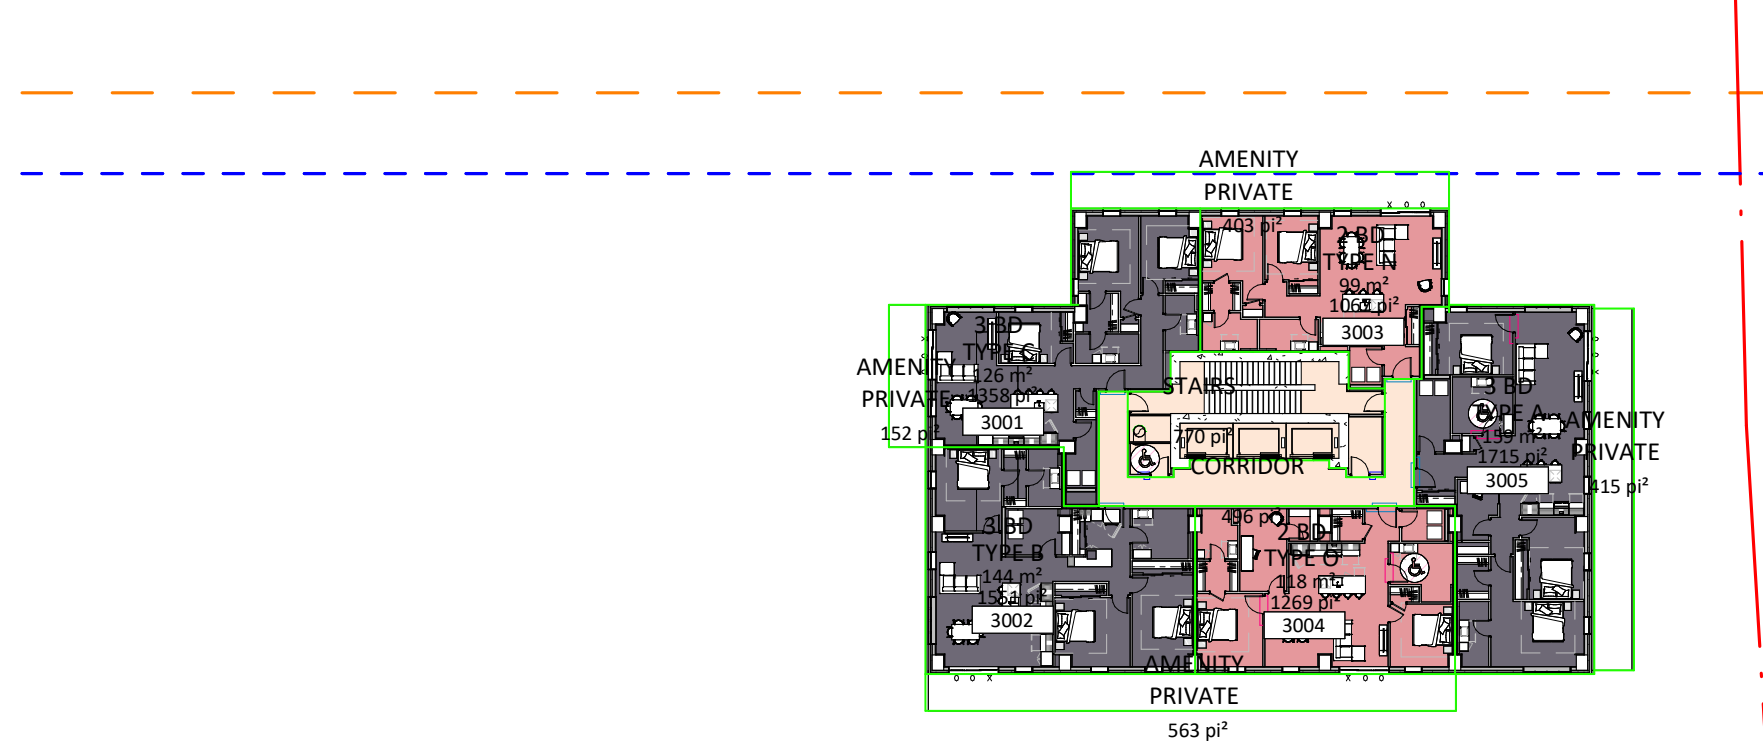 AMENITY
PRIVATE
403 pi²
2 BD
TYPE N
99 m²
1067 pi²
3003
3 BD
TYPE C
126 m²
1358 pi²
3001
AMENITY
PRIVATE
152 pi²
STAIRS
770 pi²
CORRIDOR
496 pi²
3 BD
TYPE A
159 m²
1715 pi²
3005
AMENITY
PRIVATE
415 pi²
3 BD
TYPE B
144 m²
1551 pi²
3002
2 BD
TYPE O
118 m²
1269 pi²
3004
AMENITY
PRIVATE
563 pi²
x o o
o o x
x o o